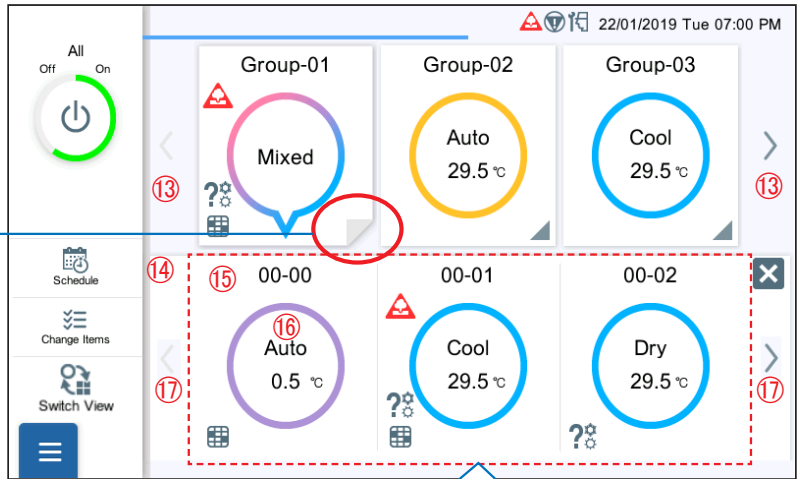 22/01/2019 Tue 07:00 PM
All
Off On
Group-01
Group-02
Group-03
Mixed
Auto
29.5 ℃
Cool
29.5 ℃
⑬
⑬
?
Schedule
Change Items
Switch View
⑭
⑮
00-00
00-01
00-02
⑯
Auto
0.5 ℃
Cool
29.5 ℃
Dry
29.5 ℃
⑰
⑰
?
?